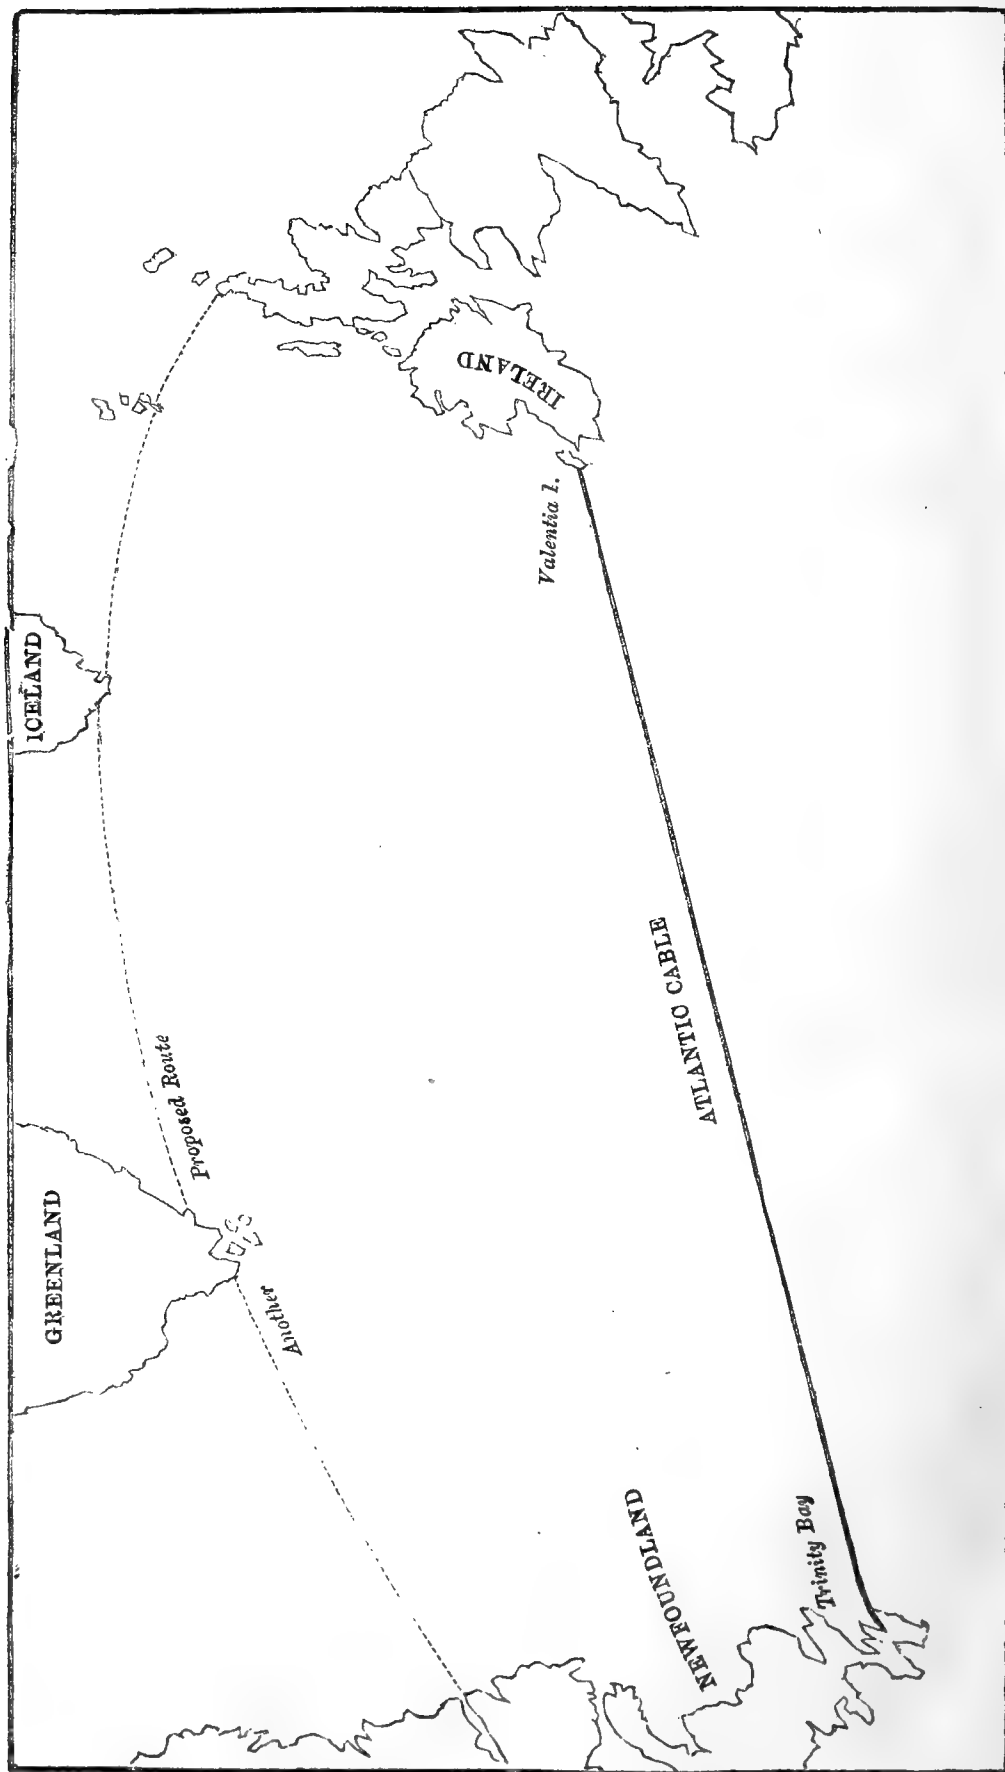 GREENLAND
ICELAND
Another
Proposed Route
IRELAND
Valentia I.
ATLANTIC CABLE
NEWFOUNDLAND
Trinity Bay